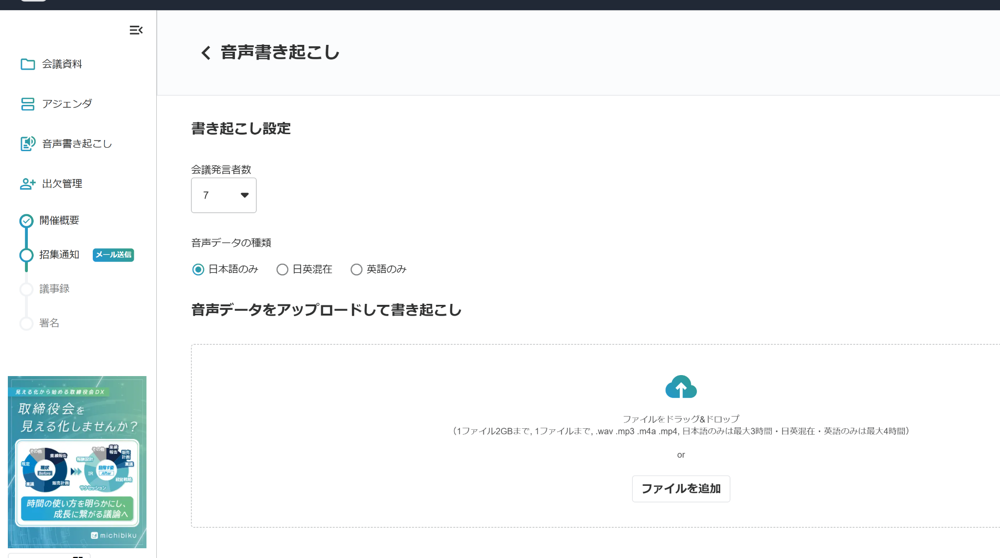 会議資料
アジェンダ
音声書き起こし
出欠管理
開催概要
招集通知 メール送信
議事録
署名
見える化から始める取締役会DX
取締役会を
見える化しませんか？
その他
業績報告
規定
現状
Before
稟議
販売計画
その他
業績
報告
販売
計画
報酬設計
稟議
目指す姿
After
IR
経営戦略
サクセッション
時間の使い方を明らかにし、
成長に繋がる議論へ
michibiku
音声書き起こし
書き起こし設定
会議発言者数
7
音声データの種類
日本語のみ 日英混在 英語のみ
音声データをアップロードして書き起こし
ファイルをドラッグ&ドロップ
（1ファイル2GBまで, 1ファイルまで, .wav .mp3 .m4a .mp4, 日本語のみは最大3時間・日英混在・英語のみは最大4時間）
or
ファイルを追加